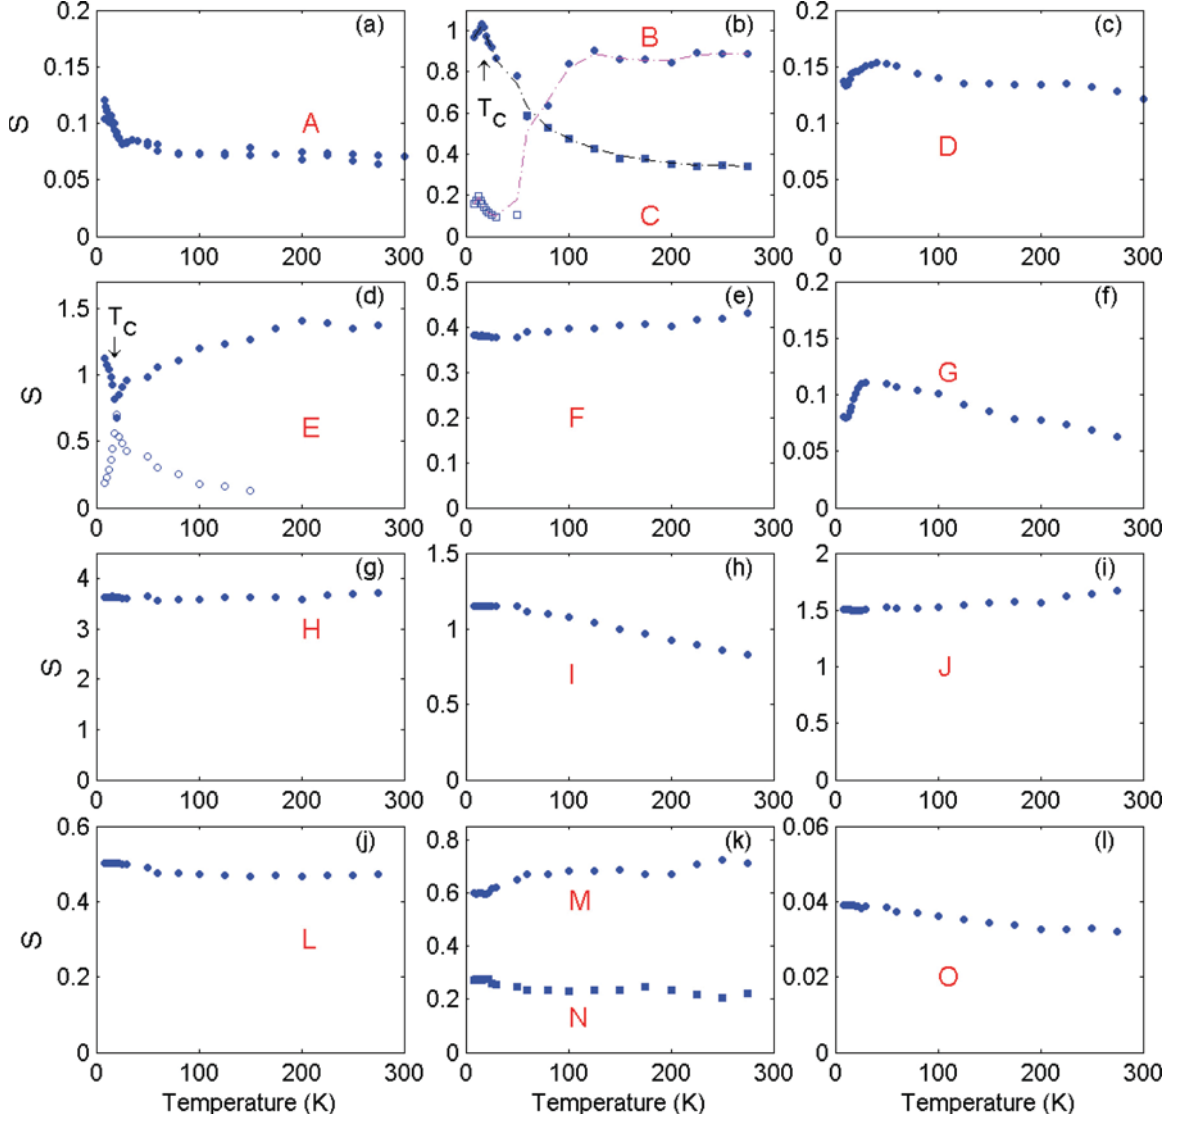 0.2 (a)
0.15
S 0.1 A
0.05
0
0 100 200 300
1 (b)
B
0.8
T_C
0.6
0.4
0.2 C
0
0 100 200 300
0.2 (c)
0.15
0.1 D
0.05
0
0 100 200 300
1.5 (d)
T_C
S 1
0.5 E
0
0 100 200 300
0.5 (e)
0.4
0.3
0.2 F
0.1
0
0 100 200 300
0.2 (f)
0.15
0.1 G
0.05
0
0 100 200 300
4 (g)
3 H
S 2
1
0
0 100 200 300
1.5 (h)
1
I
0.5
0
0 100 200 300
2 (i)
1.5
1 J
0.5
0
0 100 200 300
0.6 (j)
0.4
S L
0.2
0
0 100 200 300
Temperature (K)
0.8 (k)
0.6 M
0.4
0.2 N
0
0 100 200 300
Temperature (K)
0.06 (l)
0.04
0.02 O
0
0 100 200 300
Temperature (K)